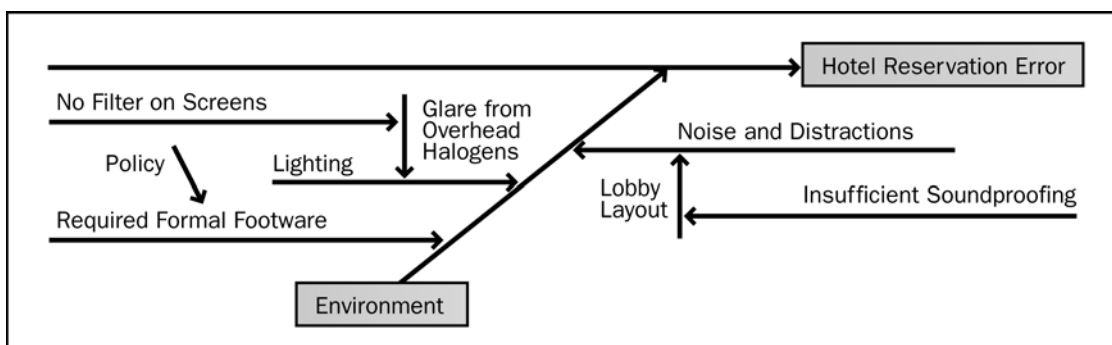 Hotel Reservation Error
No Filter on Screens
Glare from
Overhead
Halogens
Noise and Distractions
Policy
Lighting
Lobby
Layout
Insufficient Soundproofing
Required Formal Footware
Environment